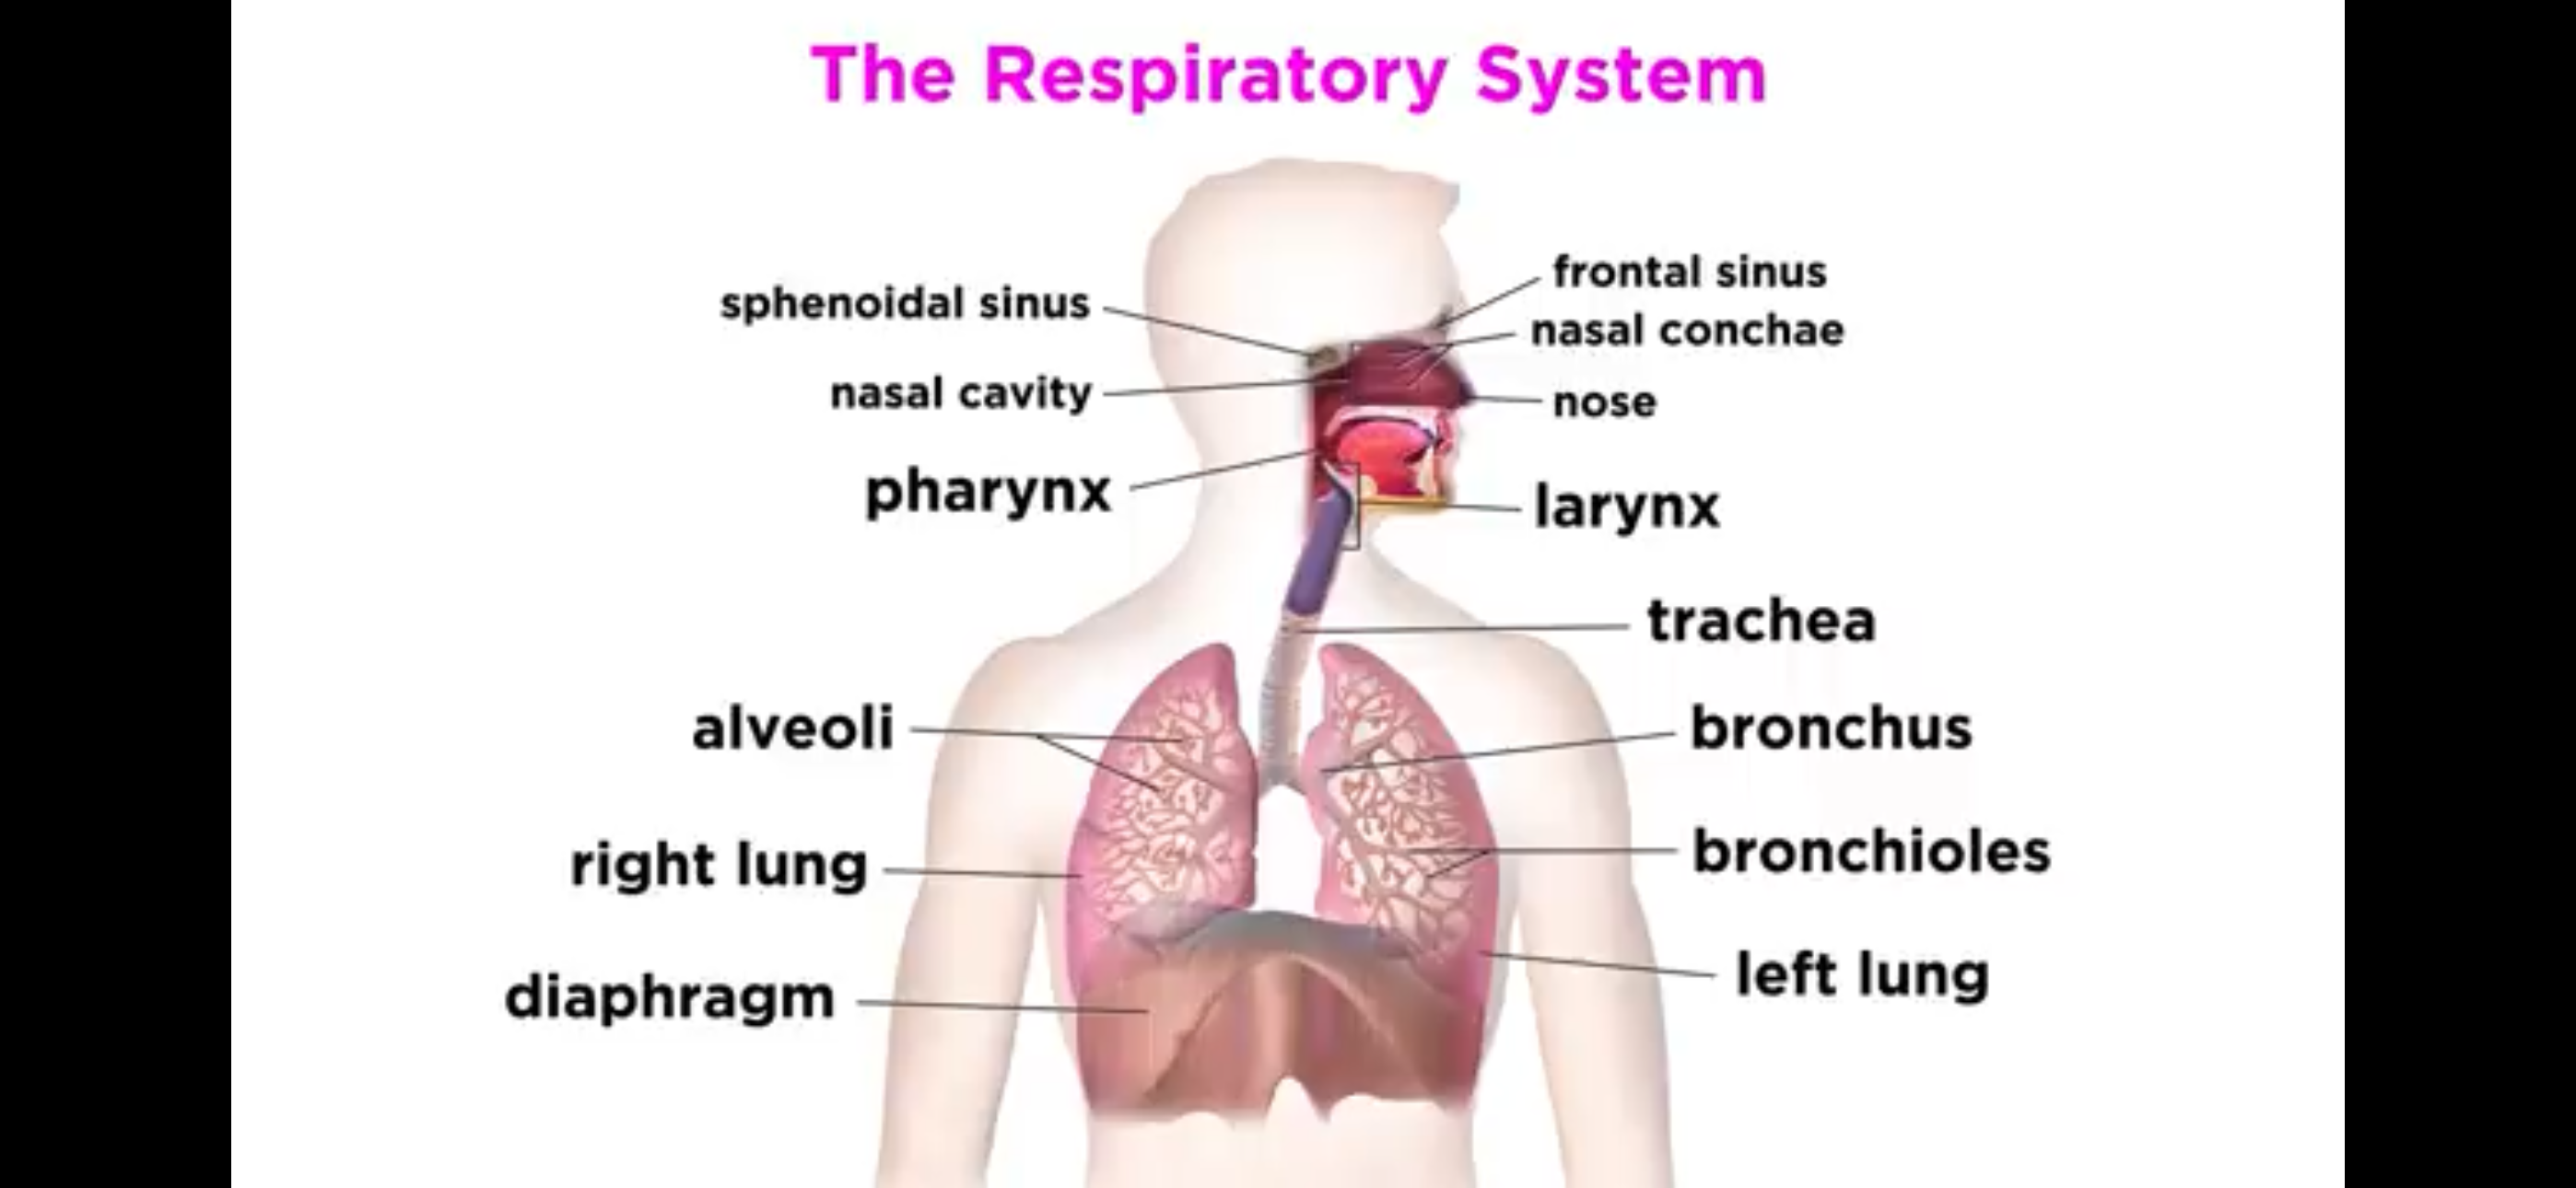 The Respiratory System
frontal sinus
sphenoidal sinus
nasal conchae
nasal cavity
nose
pharynx
larynx
trachea
alveoli
bronchus
bronchioles
right lung
left lung
diaphragm